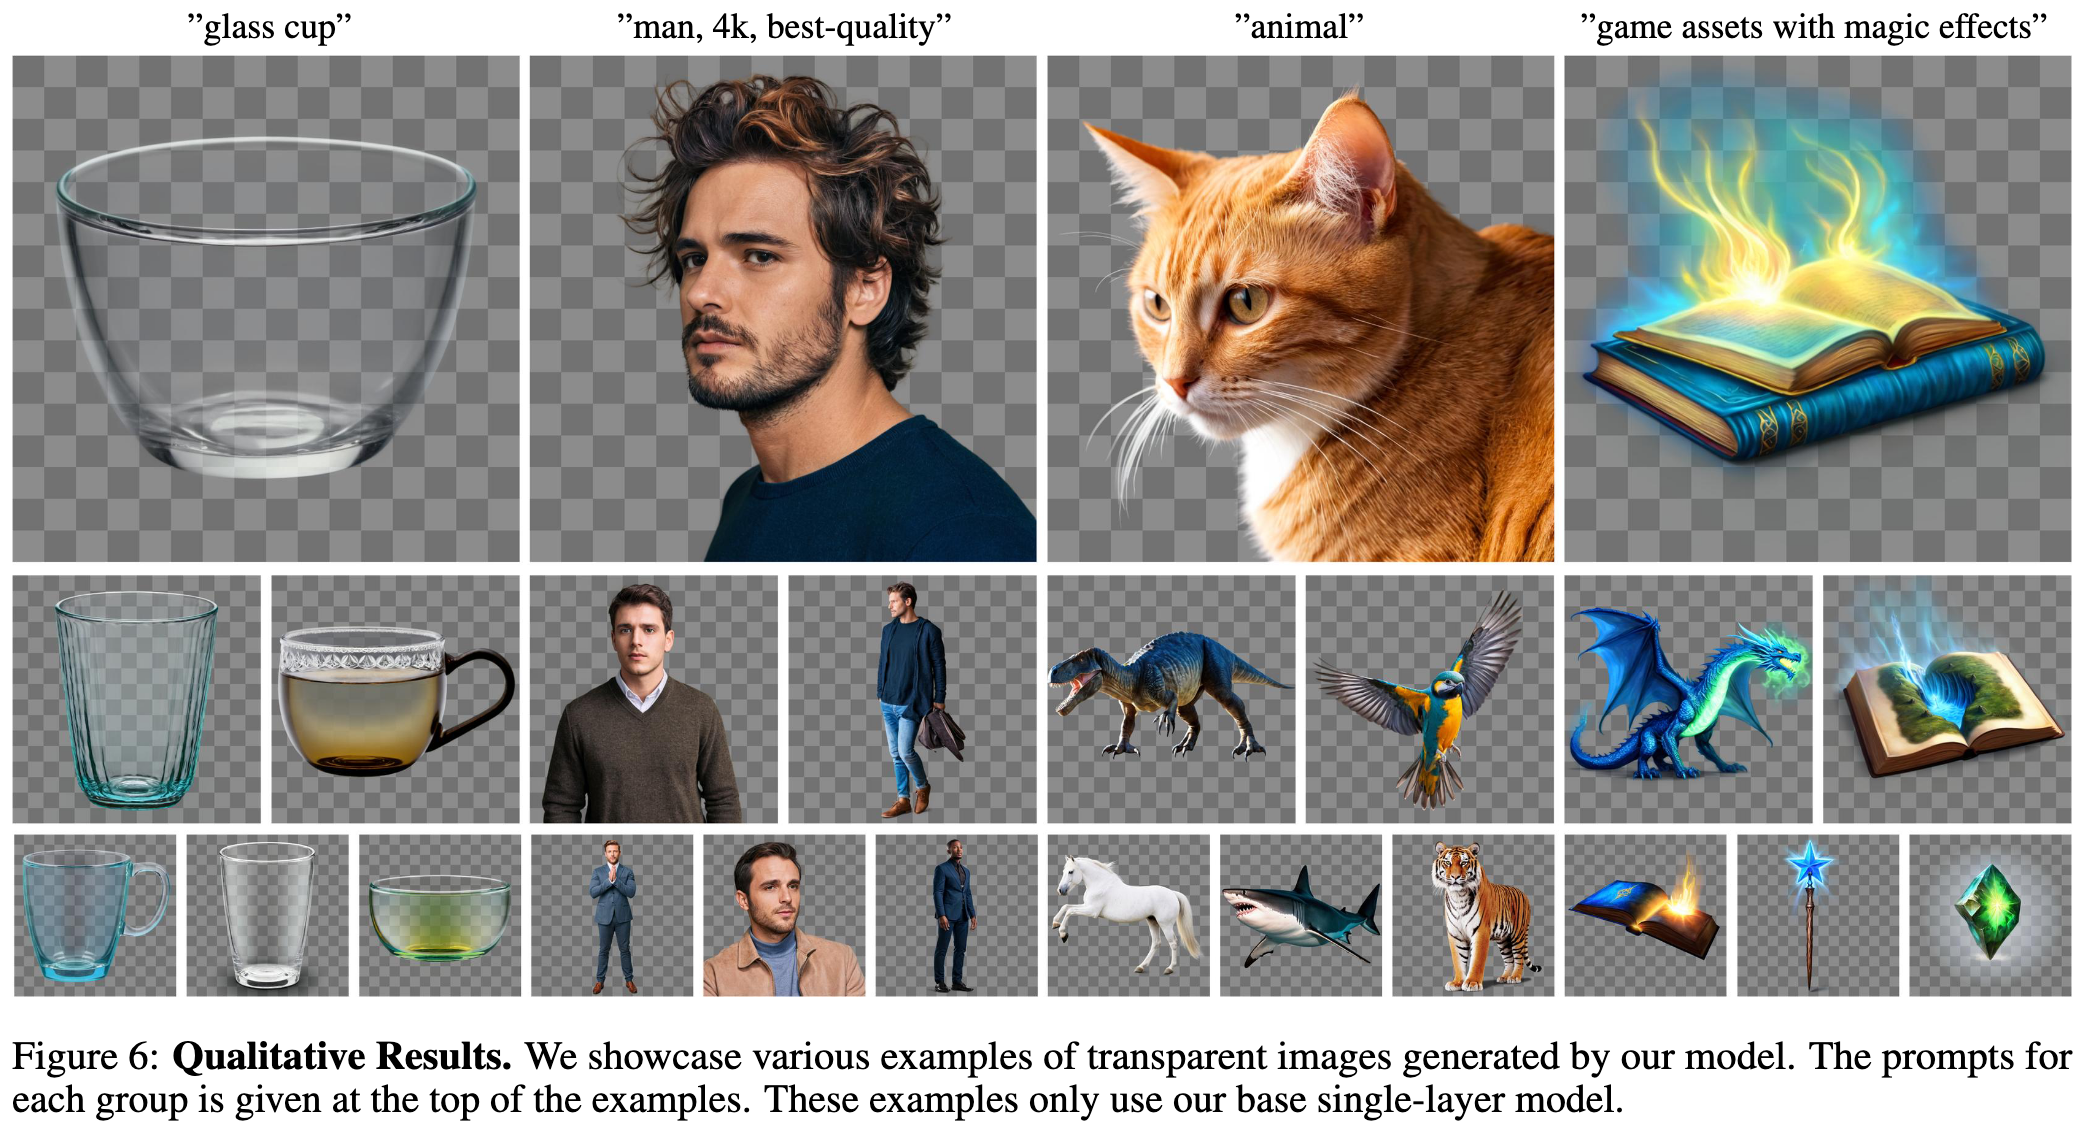 ”glass cup”
”man, 4k, best-quality”
”animal”
”game assets with magic effects”
Figure 6: Qualitative Results. We showcase various examples of transparent images generated by our model. The prompts for
each group is given at the top of the examples. These examples only use our base single-layer model.